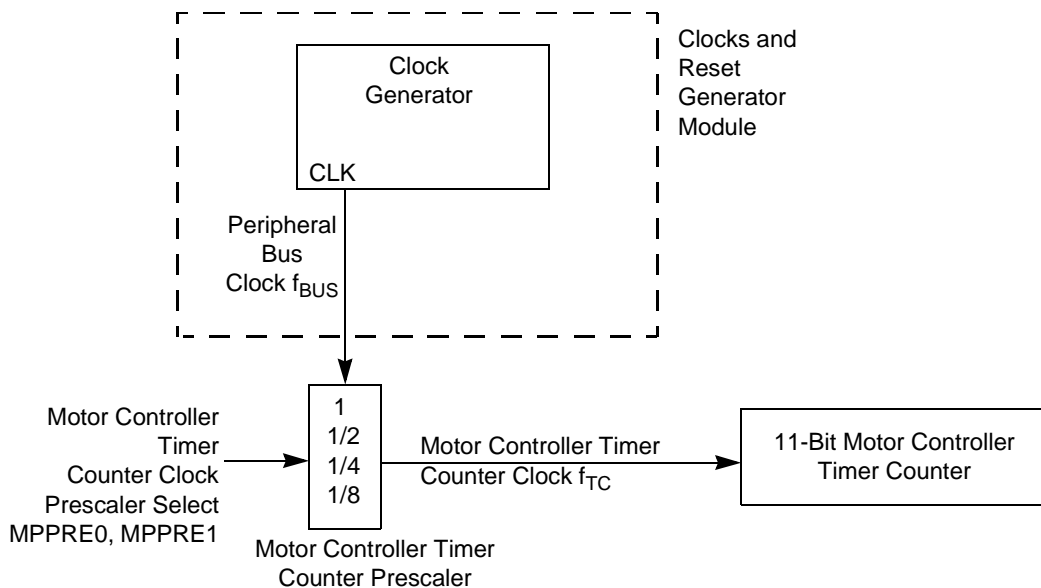 Clock
Generator
CLK
Clocks and
Reset
Generator
Module
Peripheral
Bus
Clock fBUS
Motor Controller
Timer
Counter Clock
Prescaler Select
MPPRE0, MPPRE1
1
1/2
1/4
1/8
Motor Controller Timer
Counter Prescaler
Motor Controller Timer
Counter Clock fTC
11-Bit Motor Controller
Timer Counter